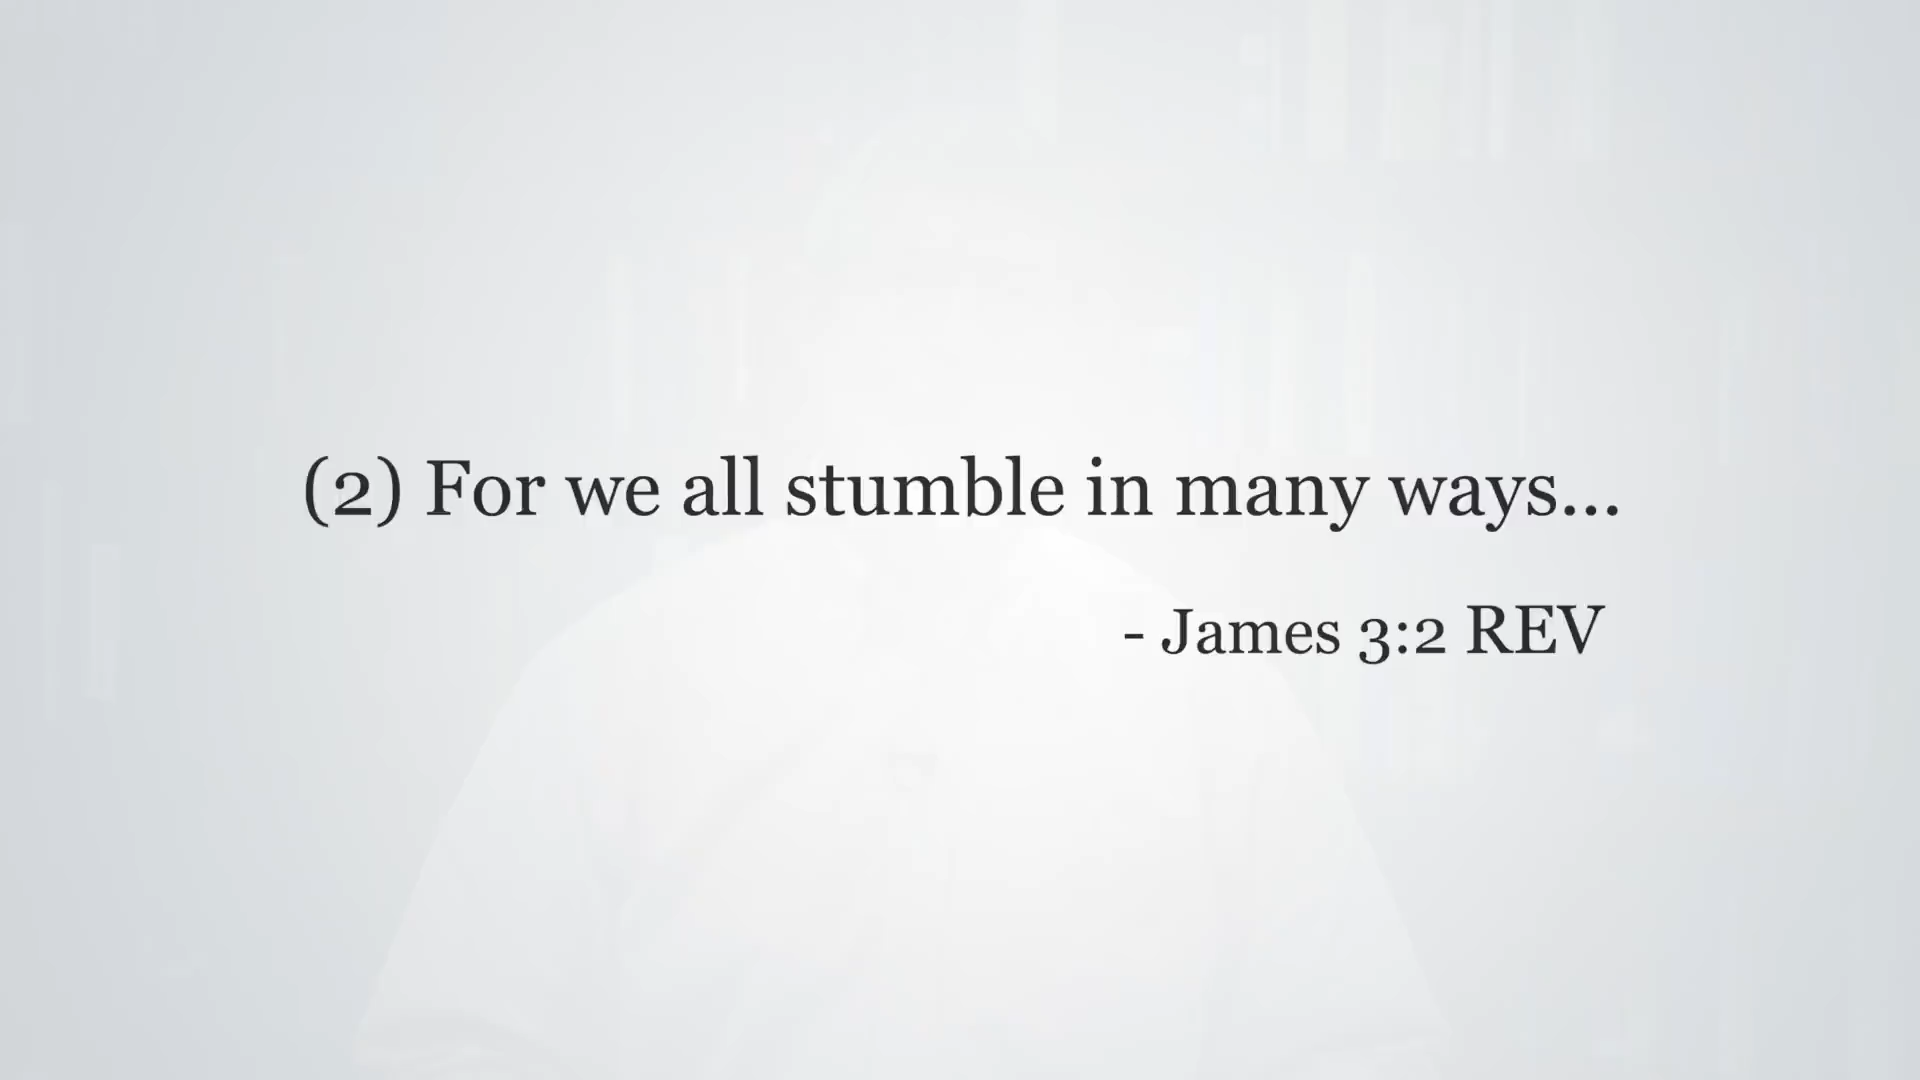 (2) For we all stumble in many ways...
- James 3:2 REV